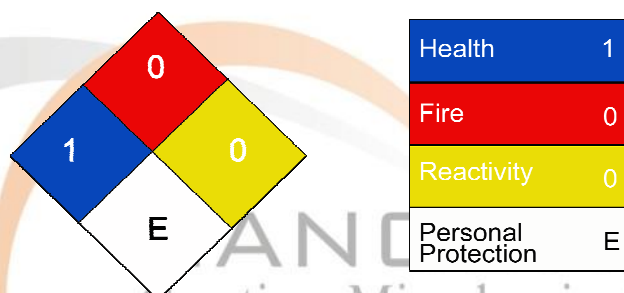 0
1
0
E
Health 1
Fire 0
Reactivity 0
Personal
Protection E